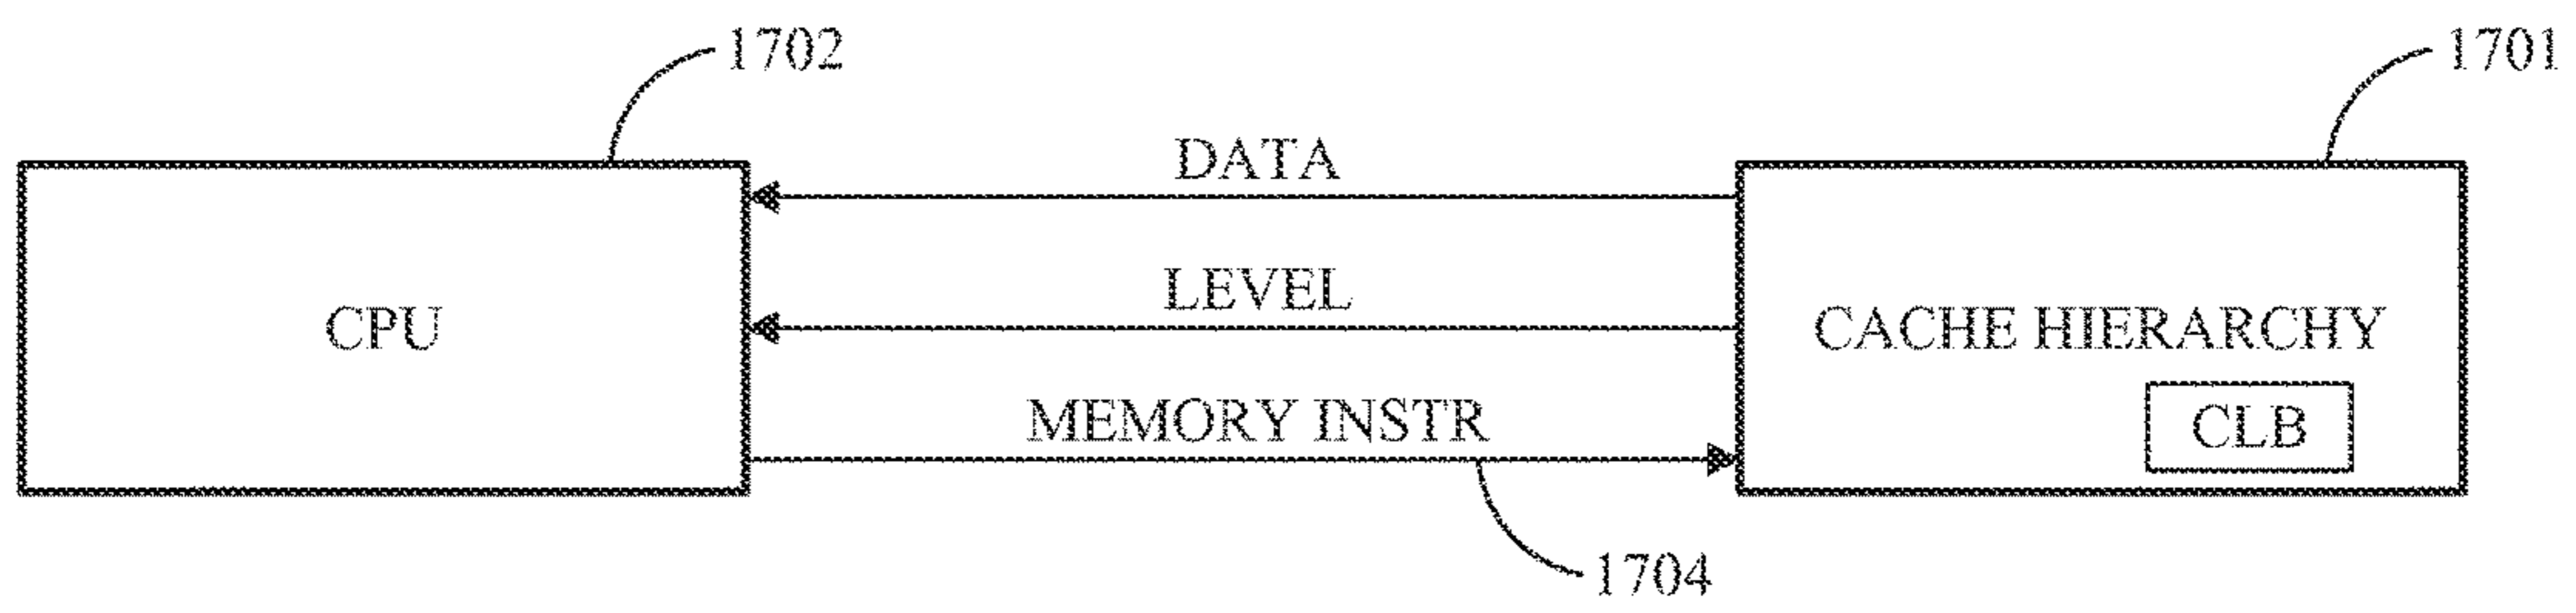 1702
1701
DATA
LEVEL
CPU
CACHE HIERARCHY
MEMORY INSTR
CLB
1704